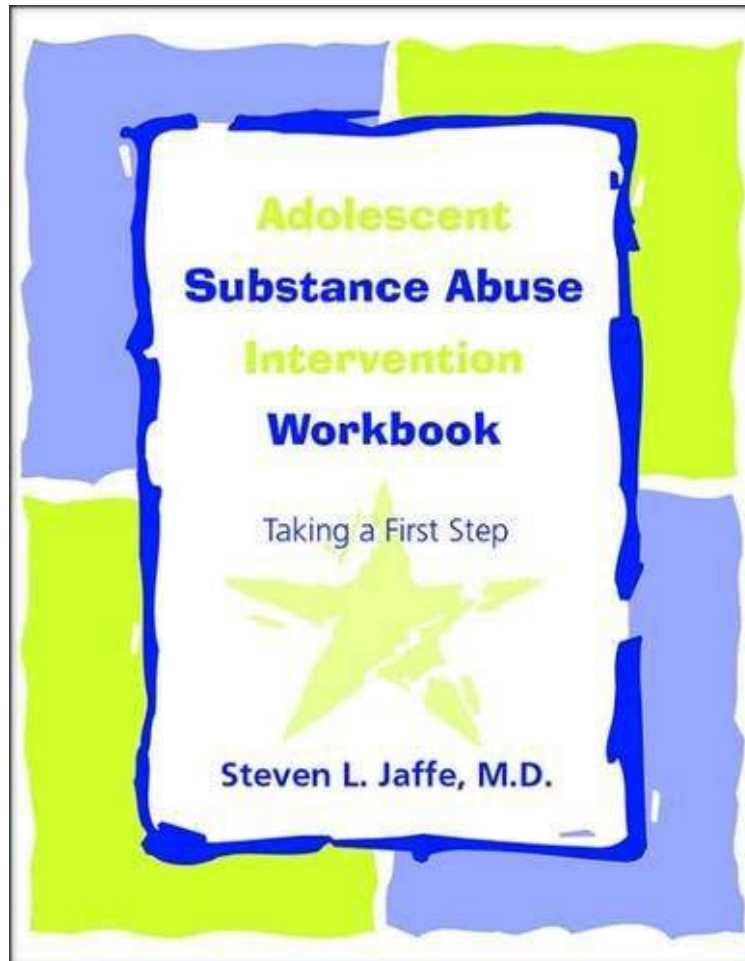 Adolescent
Substance Abuse
Intervention
Workbook
Taking a First Step
Steven L. Jaffe, M.D.